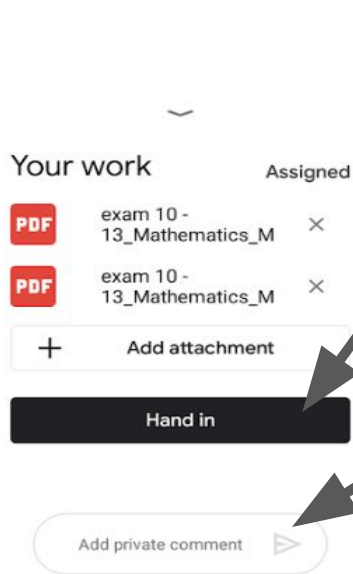 Your work
Assigned
PDF
exam 10 -
13_Mathematics_M
PDF
exam 10 -
13_Mathematics_M
Add attachment
Hand in
Add private comment